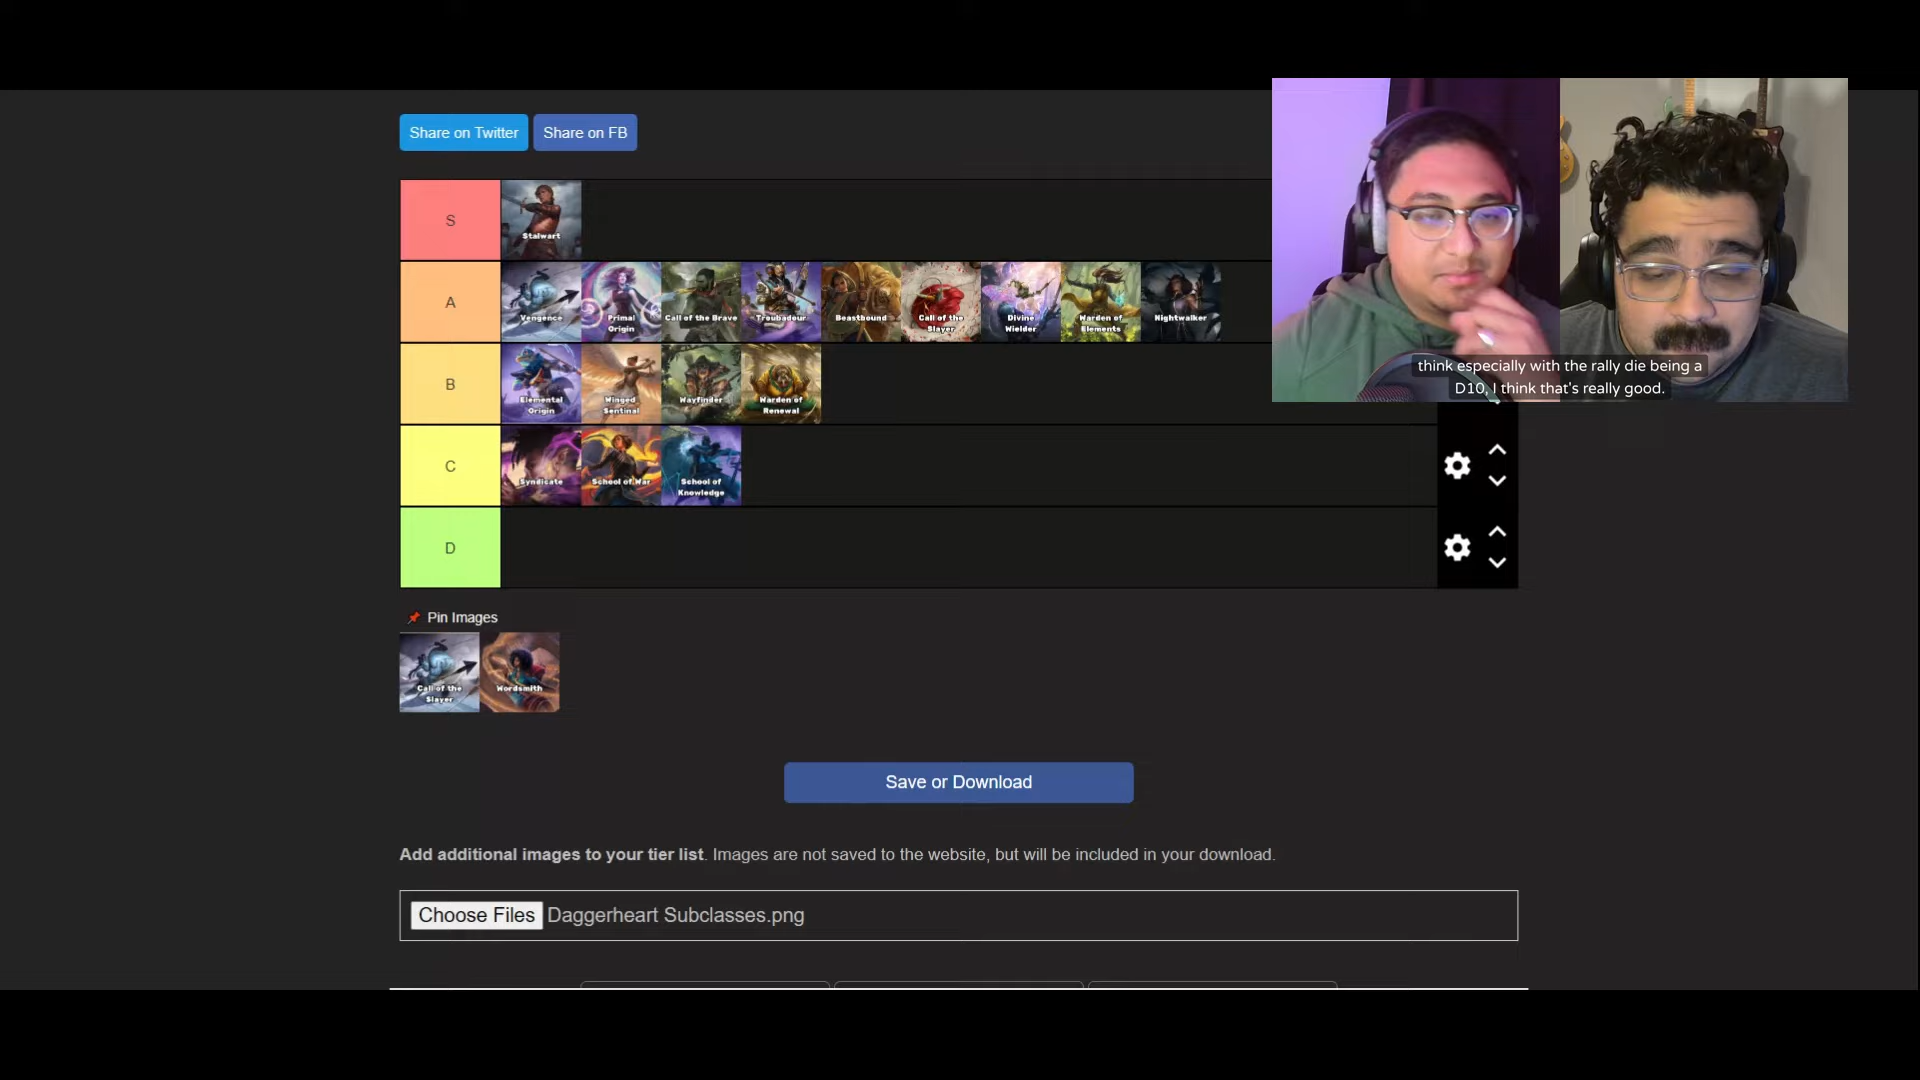 Share on Twitter
Share on FB
S
Stalwart
A
Vengence
Primal
Origin
Call of the Brave
Troubadour
Beastbound
Call of the
Slayer
Divine
Wielder
Warden of
Elements
Nightwalker
think especially with the rally die being a
D10, I think that's really good.
B
Elemental
Origin
Winged
Sentinal
Wayfinder
Warden of
Renewal
C
Syndicate
School of War
School of
Knowledge
D
Pin Images
Call of the
Slayer
Wordsmith
Save or Download
Add additional images to your tier list. Images are not saved to the website, but will be included in your download.
Choose Files Daggerheart Subclasses.png